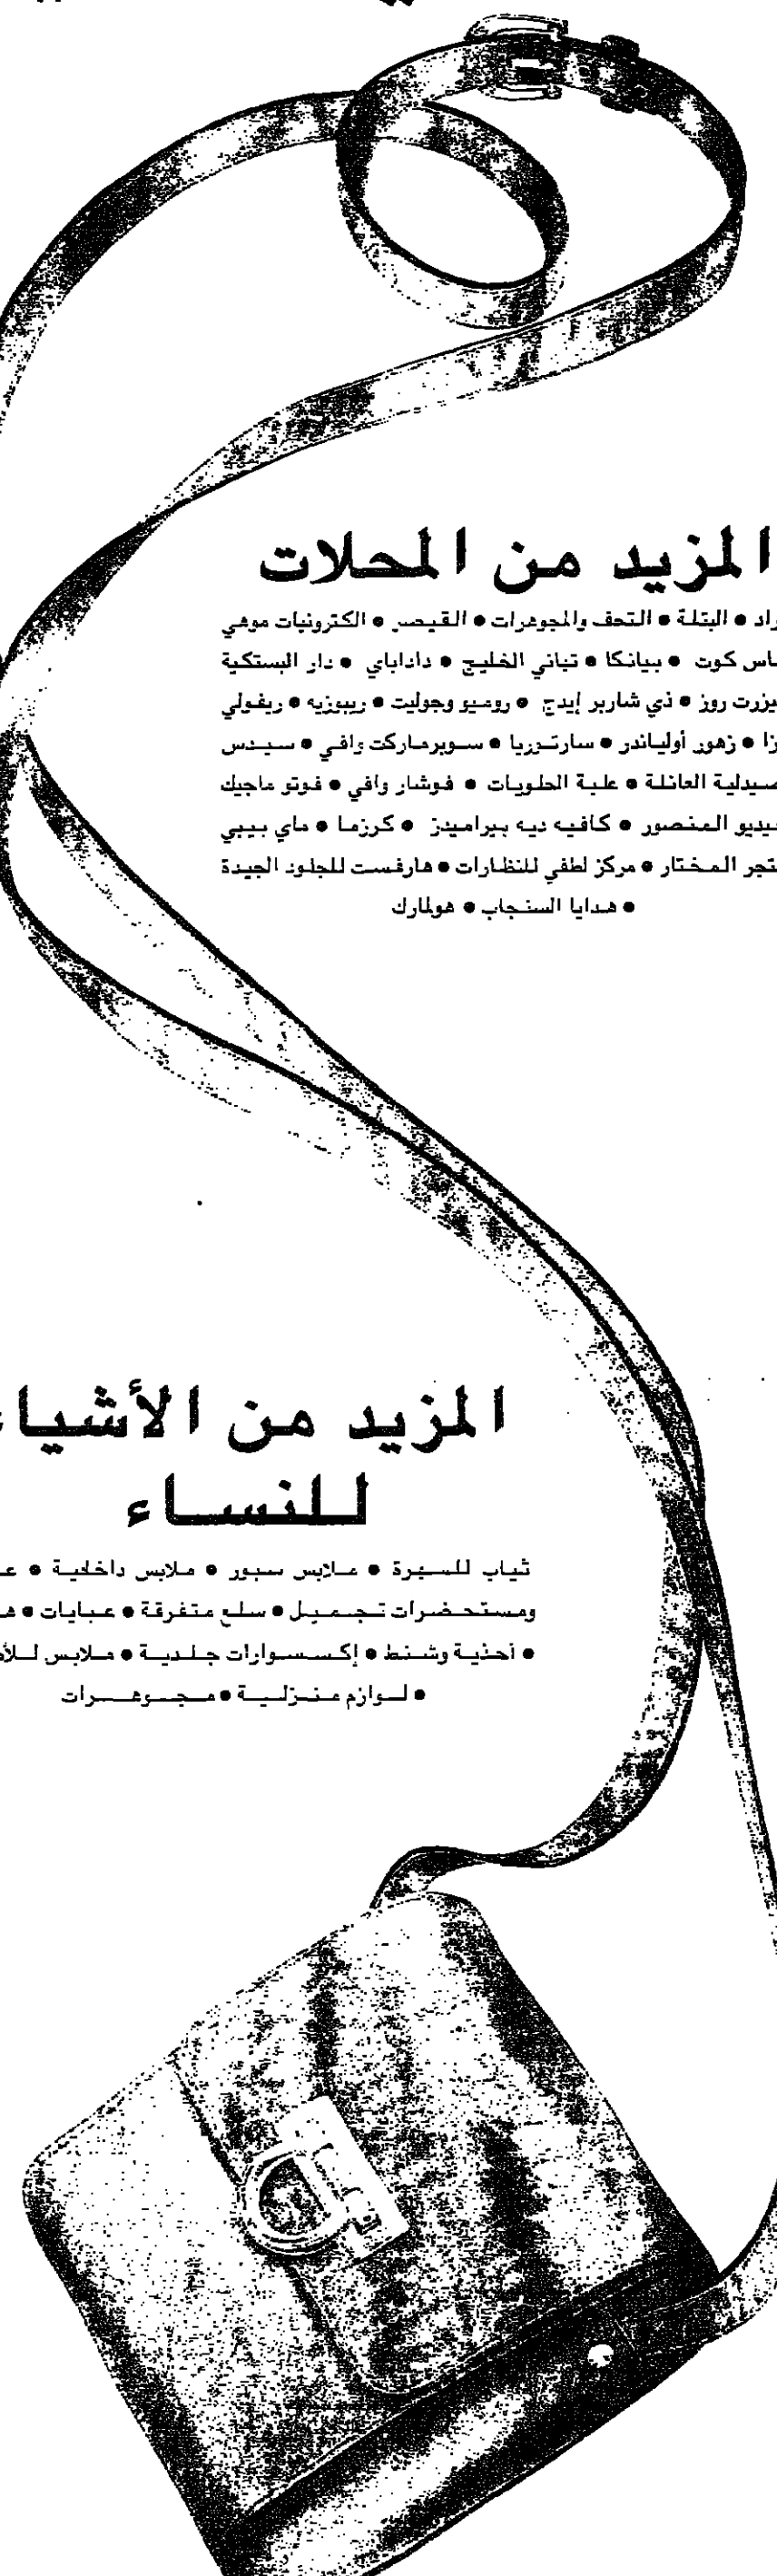 المزيد من المحلات
راد • البتلة • التحف والمجوهرات • القيصر • الكترونيات موهي
اس كوت • بيانكا • تياني الخليج • داداباي • دار البستكية
يزرت روز • ذي شاربر إيدج • روميو وجوليت • ريبوزيه • ريفولي
زا • زهور أولياندر • سارتوريا • سوبرماركت وافي • سيدس
صيدلية العائلة • علبة الحلويات • فوشار وافي • فوتو ماجيك
يديو المنصور • كافيه ديه بيراميدز • كرزما • ماي بيبي
تجر المختار • مركز لطفي للنظارات • هارفست للجلود الجيدة
• هدايا السنجاب • هولمارك
المزيد من الأشياء
للنساء
ثياب للسهرة • ملابس سبور • ملابس داخلية • عـ
ومستحضرات تجميل • سلع متفرقة • عبايات • هـ
• أحذية وشنط • إكسسوارات جلدية • ملابس للأ
• لوازم منزلية • مجوهرات